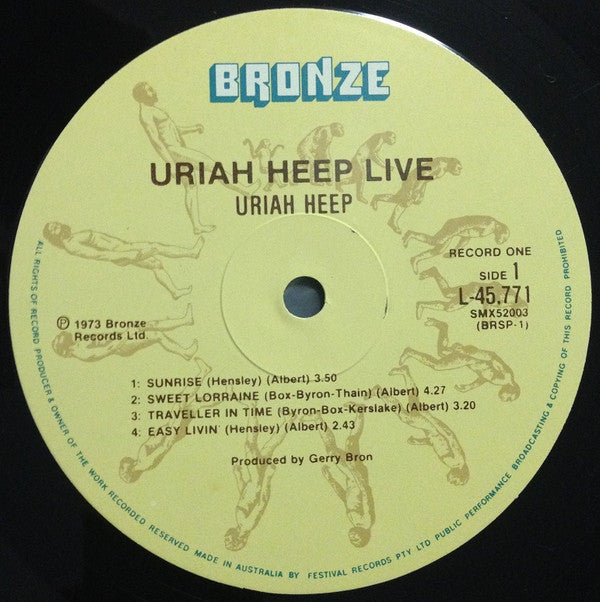 BRONZE
URIAH HEEP LIVE
URIAH HEEP
RECORD ONE
SIDE 1
L-45,771
SMX52003
(BRSP-1)
℗ 1973 Bronze
Records Ltd.
1: SUNRISE (Hensley) (Albert) 3.50
2: SWEET LORRAINE (Box-Byron-Thain) (Albert) 4.27
3: TRAVELLER IN TIME (Byron-Box-Kerslake) (Albert) 3.20
4: EASY LIVIN' (Hensley) (Albert) 2.43
Produced by Gerry Bron
ALL RIGHTS OF RECORD PRODUCER & OWNER OF THE WORK RECORDED RESERVED MADE IN AUSTRALIA BY FESTIVAL RECORDS PTY LTD PUBLIC PERFORMANCE BROADCASTING & COPYING OF THIS RECORD PROHIBITED